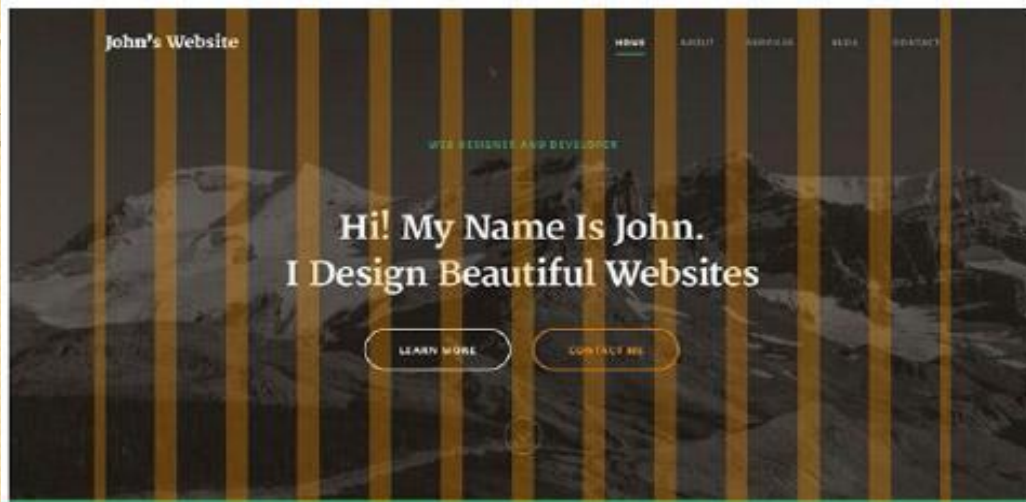 John's Website
HOME ABOUT SERVICES BLOG CONTACT
WEB DESIGNER AND DEVELOPER
Hi! My Name Is John.
I Design Beautiful Websites
LEARN MORE CONTACT ME